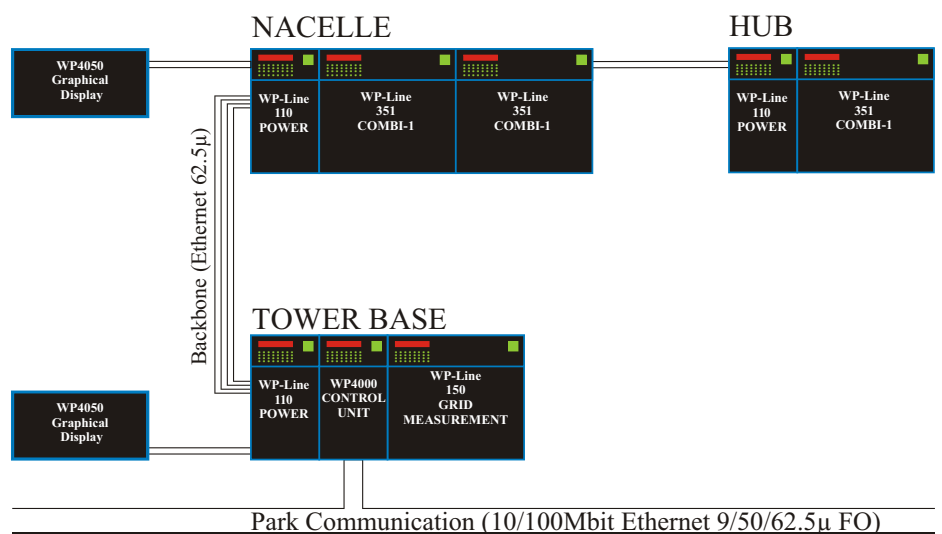 NACELLE
HUB
WP4050
Graphical
Display
WP-Line
110
POWER
WP-Line
351
COMBI-1
WP-Line
351
COMBI-1
WP-Line
110
POWER
WP-Line
351
COMBI-1
Backbone (Ethernet 62.5µ)
TOWER BASE
WP4050
Graphical
Display
WP-Line
110
POWER
WP4000
CONTROL
UNIT
WP-Line
150
GRID
MEASUREMENT
Park Communication (10/100Mbit Ethernet 9/50/62.5µ FO)